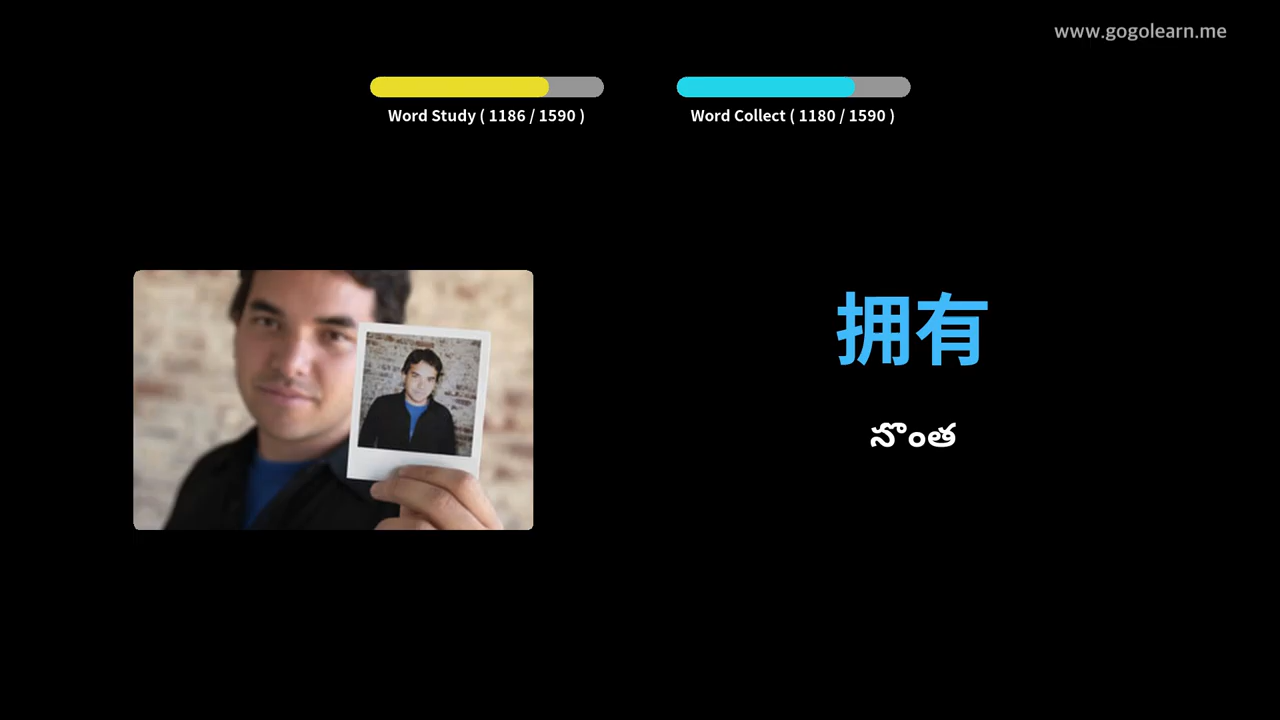 www.gogolearn.me
Word Study ( 1186 / 1590 )
Word Collect ( 1180 / 1590 )
拥有
సొంత